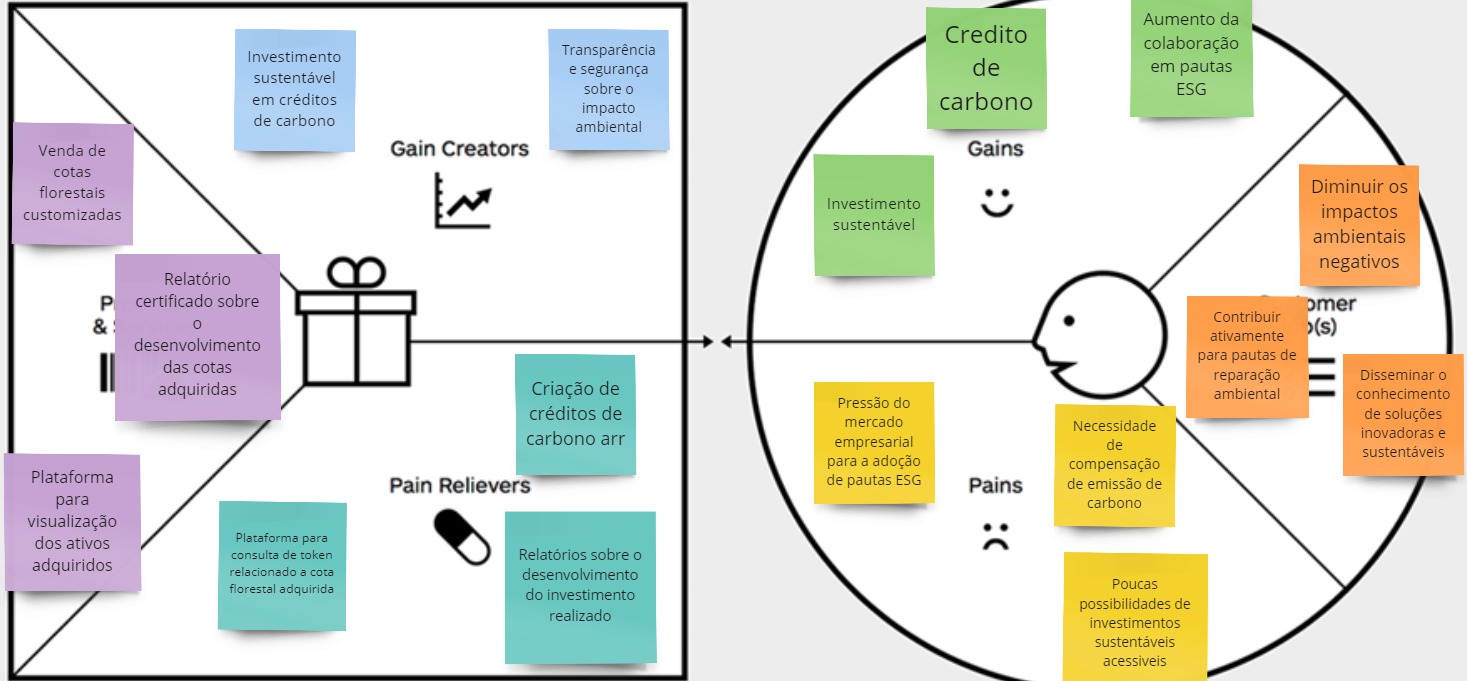 Investimento
sustentável
em créditos
de carbono
Transparência
e segurança
sobre o
impacto
ambiental
Gain Creators
Venda de
cotas
florestais
customizadas
Relatório
certificado sobre
o
desenvolvimento
das cotas
adquiridas
P
&
Plataforma
para
visualização
dos ativos
adquiridos
Criação de
créditos de
carbono arr
Pain Relievers
Plataforma para
consulta de token
relacionado a cota
florestal adquirida
Relatórios sobre o
desenvolvimento
do investimento
realizado
Credito
de
carbono
Aumento da
colaboração
em pautas
ESG
Gains
Investimento
sustentável
Diminuir os
impactos
ambientais
negativos
Contribuir
ativamente
para pautas de
reparação
ambiental
omer
(s)
Disseminar o
conhecimento
de soluções
inovadoras e
sustentáveis
Pressão do
mercado
empresarial
para a adoção
de pautas ESG
Necessidade
de
compensação
de emissão de
carbono
Pains
Poucas
possibilidades de
investimentos
sustentáveis
acessiveis